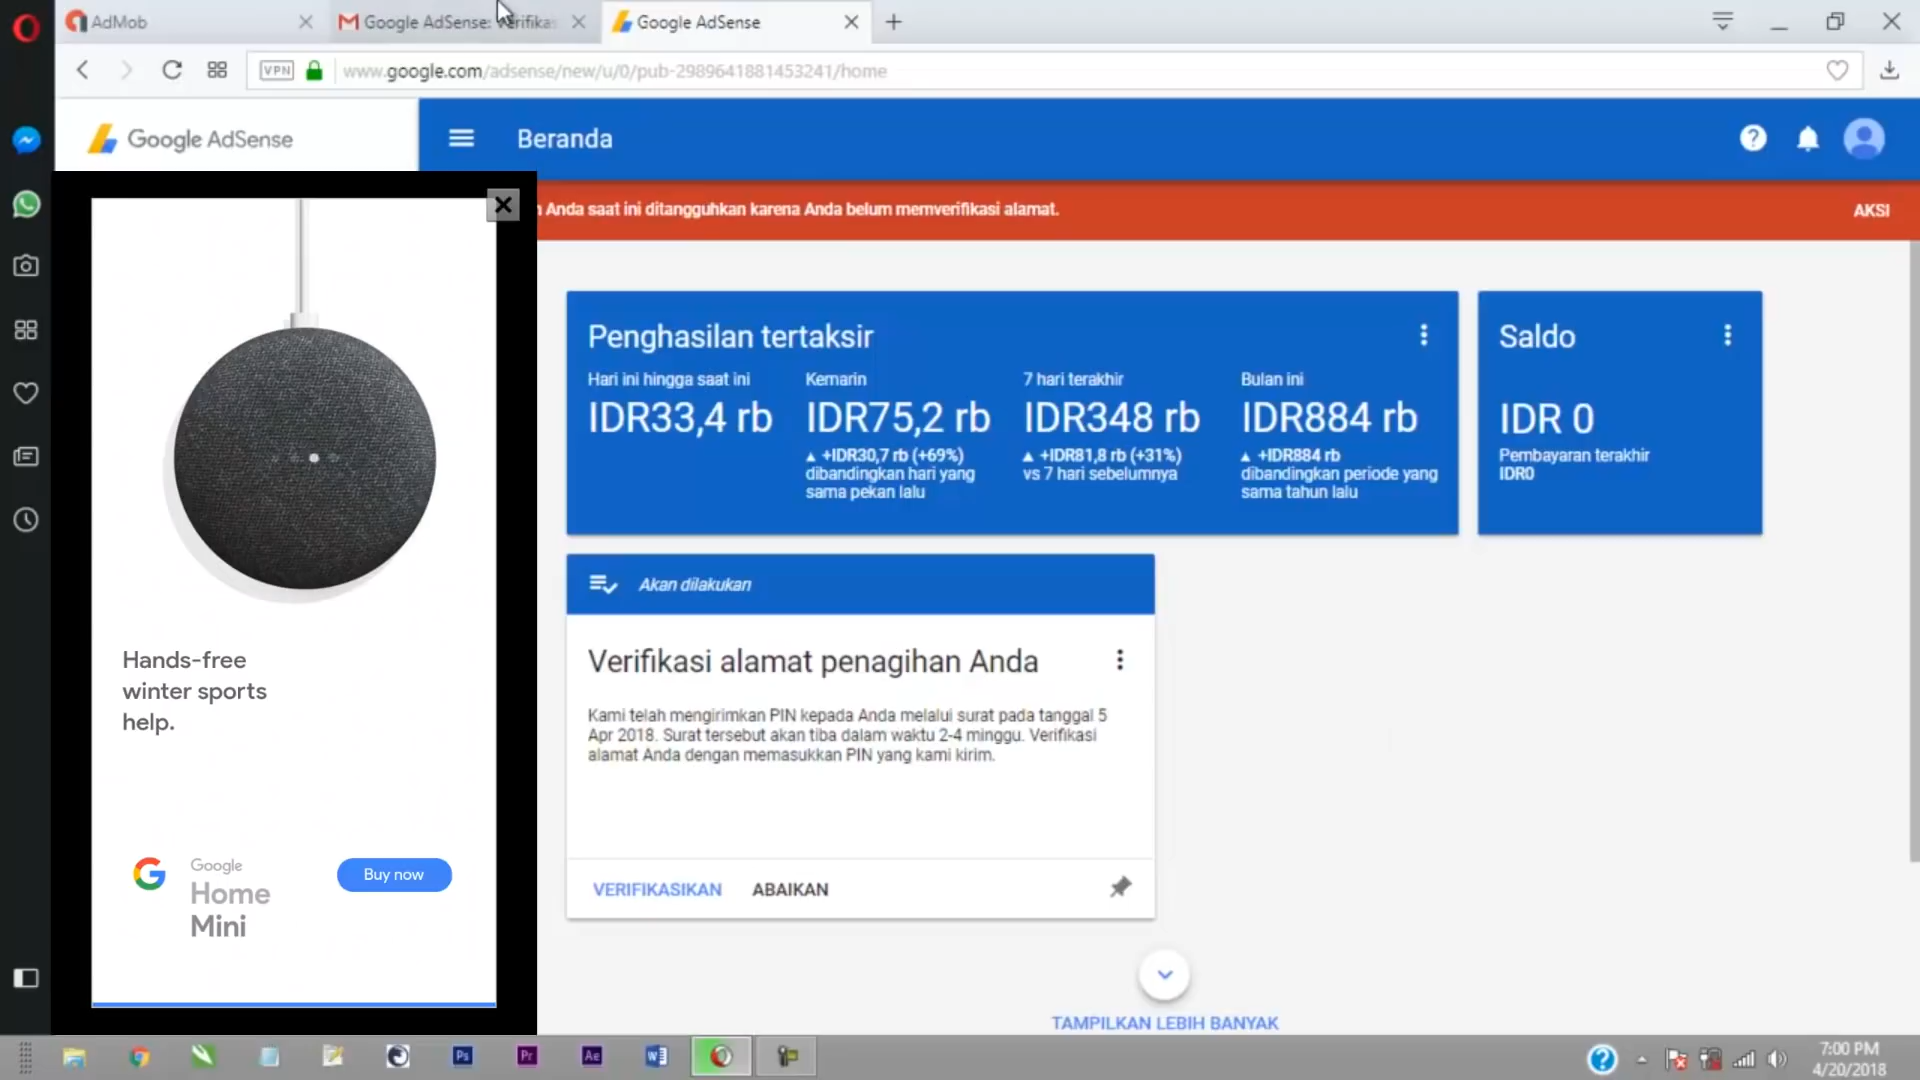 AdMob
Google AdSense: Verifikas
Google AdSense
VPN
www.google.com/adsense/new/u/0/pub-2989641881453241/home
Google AdSense
Beranda
Anda saat ini ditangguhkan karena Anda belum memverifikasi alamat.
AKSI
Penghasilan tertaksir
Hari ini hingga saat ini
IDR33,4 rb
Kemarin
IDR75,2 rb
▲ +IDR30,7 rb (+69%)
dibandingkan hari yang
sama pekan lalu
7 hari terakhir
IDR348 rb
▲ +IDR81,8 rb (+31%)
vs 7 hari sebelumnya
Bulan ini
IDR884 rb
▲ +IDR884 rb
dibandingkan periode yang
sama tahun lalu
Saldo
IDR 0
Pembayaran terakhir
IDR0
Akan dilakukan
Verifikasi alamat penagihan Anda
Kami telah mengirimkan PIN kepada Anda melalui surat pada tanggal 5
Apr 2018. Surat tersebut akan tiba dalam waktu 2-4 minggu. Verifikasi
alamat Anda dengan memasukkan PIN yang kami kirim.
VERIFIKASIKAN
ABAIKAN
TAMPILKAN LEBIH BANYAK
Hands-free
winter sports
help.
Google
Home
Mini
Buy now
Ps
Pr
Ae
7:00 PM
4/20/2018